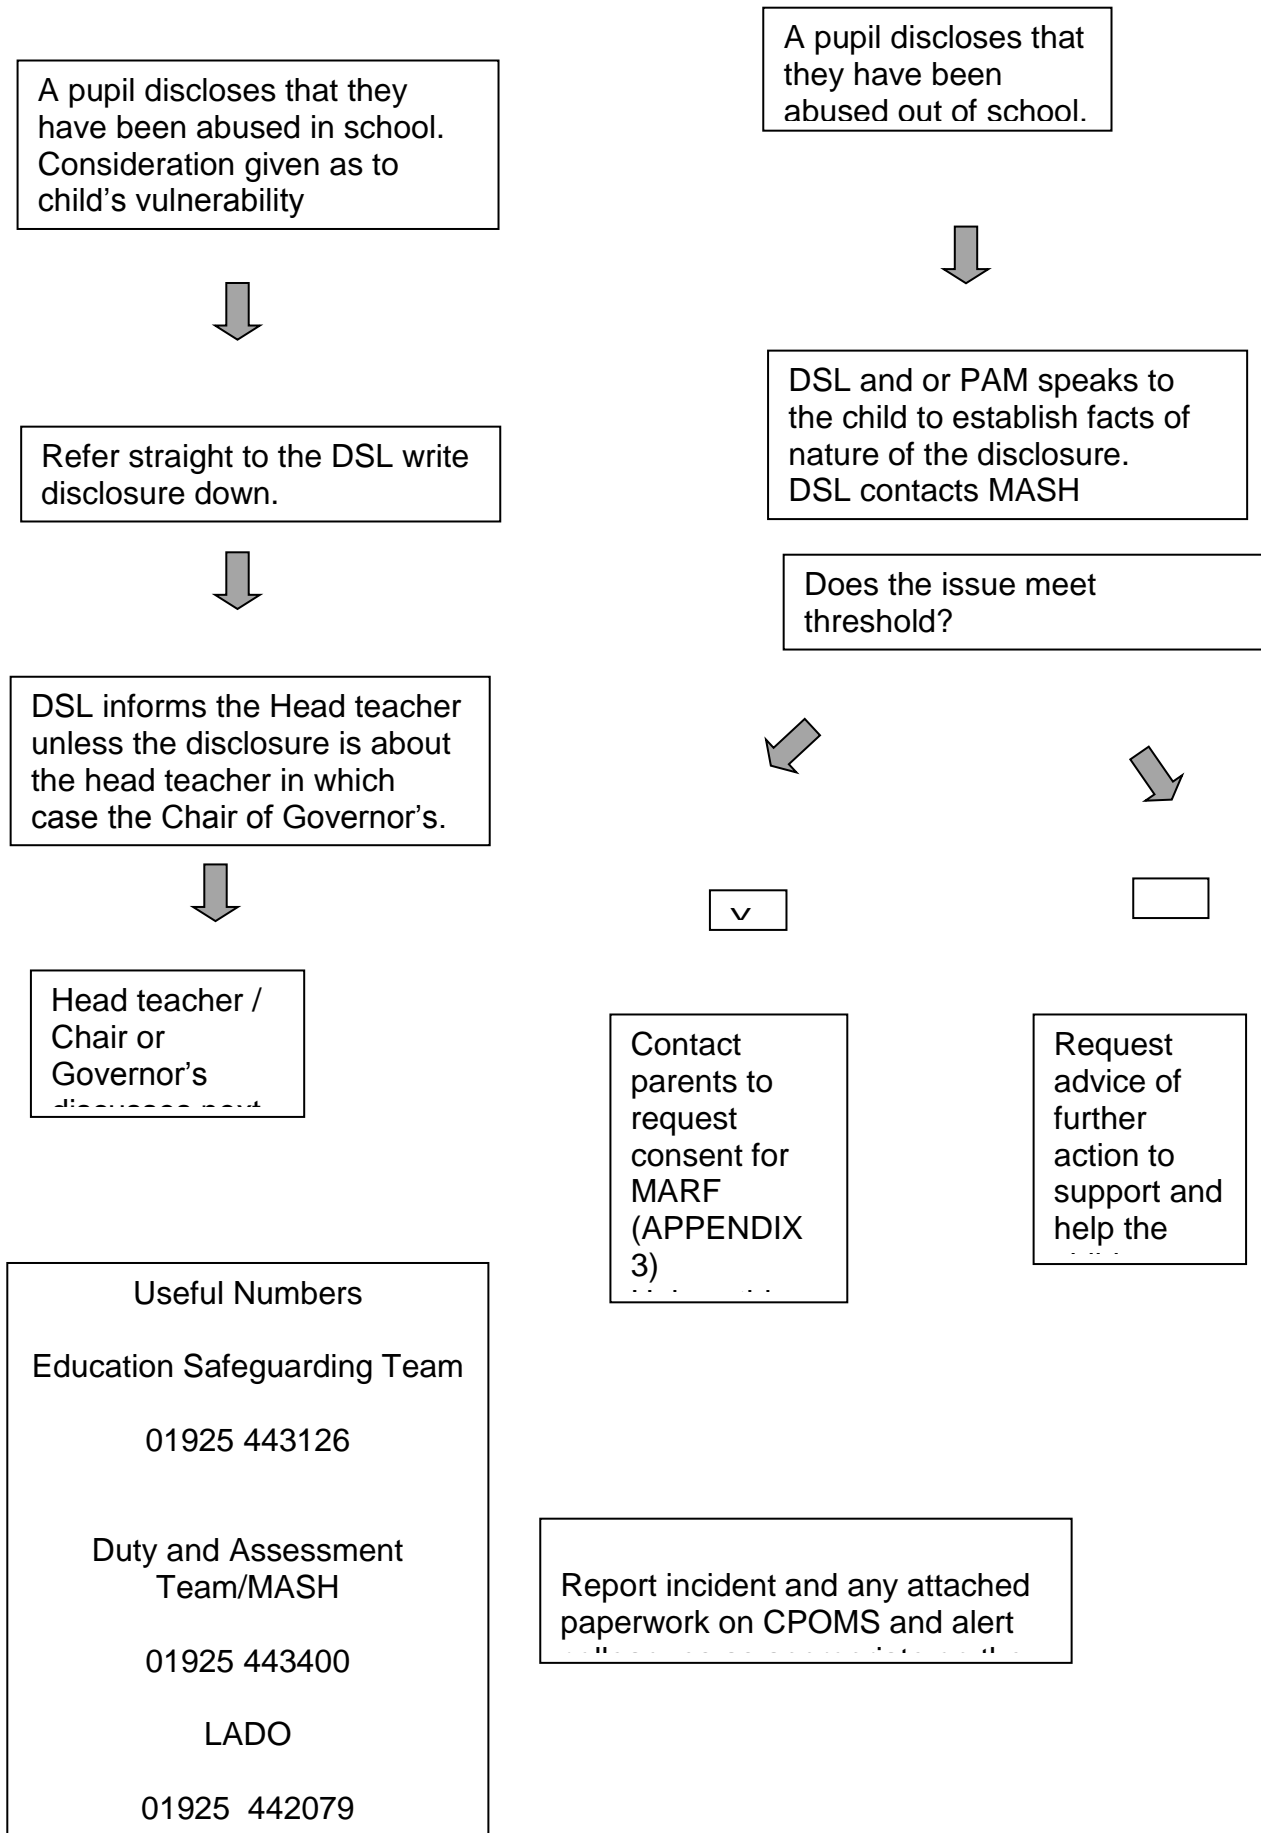 A pupil discloses that they
have been abused in school.
Consideration given as to
child’s vulnerability
Refer straight to the DSL write
disclosure down.
DSL informs the Head teacher
unless the disclosure is about
the head teacher in which
case the Chair of Governor’s.
Head teacher /
Chair or
Governor’s
A pupil discloses that
they have been
abused out of school.
DSL and or PAM speaks to
the child to establish facts of
nature of the disclosure.
DSL contacts MASH
Does the issue meet
threshold?
Contact
parents to
request
consent for
MARF
(APPENDIX
3)
Request
advice of
further
action to
support and
help the
Useful Numbers
Education Safeguarding Team
01925 443126
Duty and Assessment
Team/MASH
01925 443400
LADO
01925  442079
Report incident and any attached
paperwork on CPOMS and alert